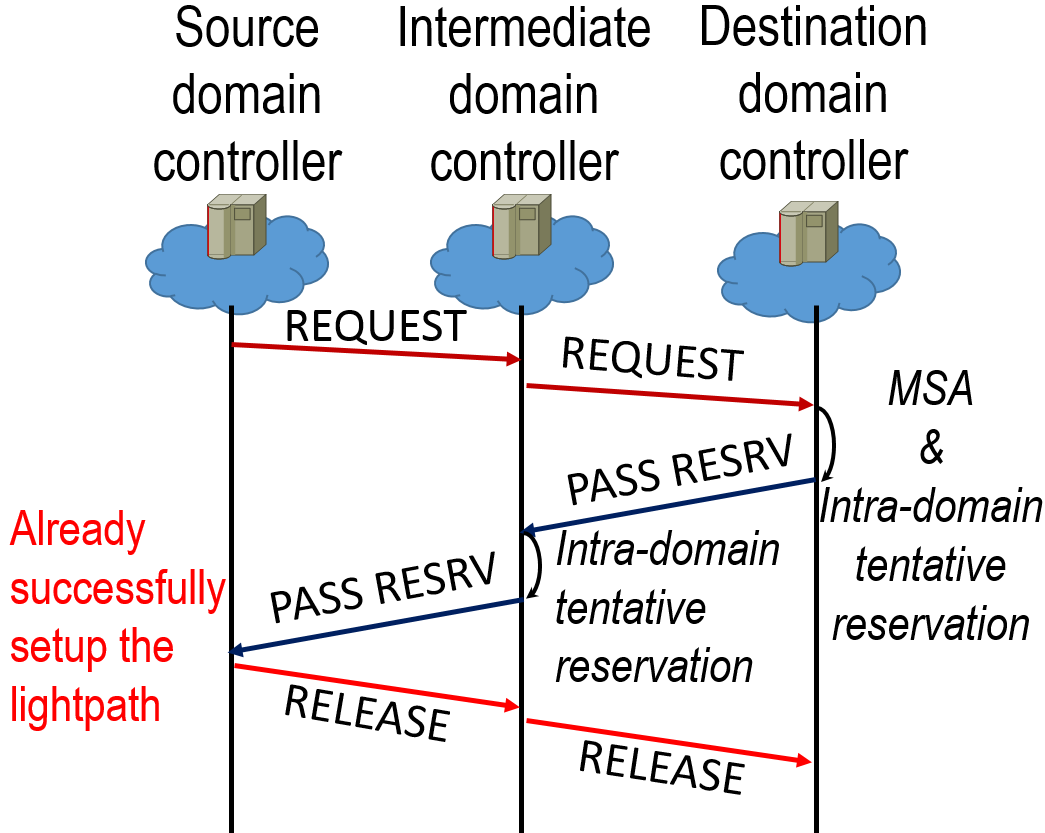 Source
domain
controller
Intermediate
domain
controller
Destination
domain
controller
REQUEST
REQUEST
MSA
&
Intra-domain
tentative
reservation
PASS RESRV
Intra-domain
tentative
reservation
PASS RESRV
Already
successfully
setup the
lightpath
RELEASE
RELEASE